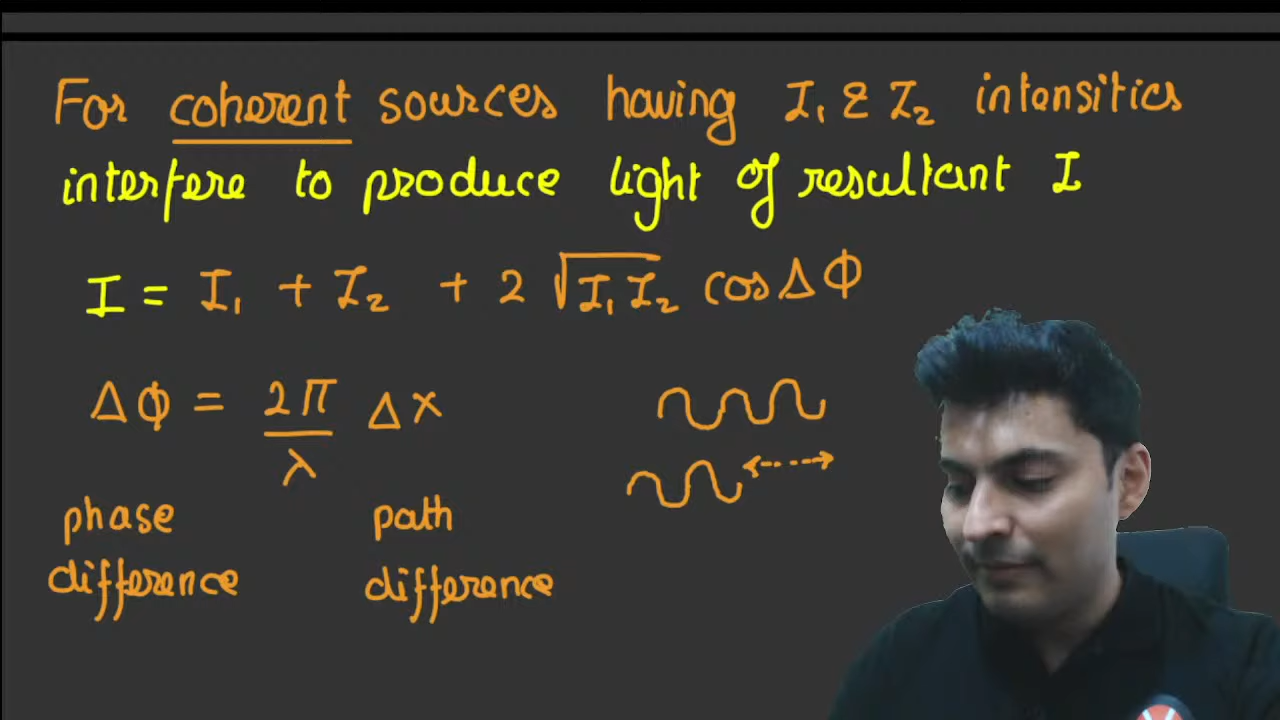 For coherent sources having I₁ & I₂ intensities
interfere to produce light of resultant I
I = I₁ + I₂ + 2 √I₁I₂ cos Δϕ
Δϕ = 2π/λ Δx
phase difference
path difference